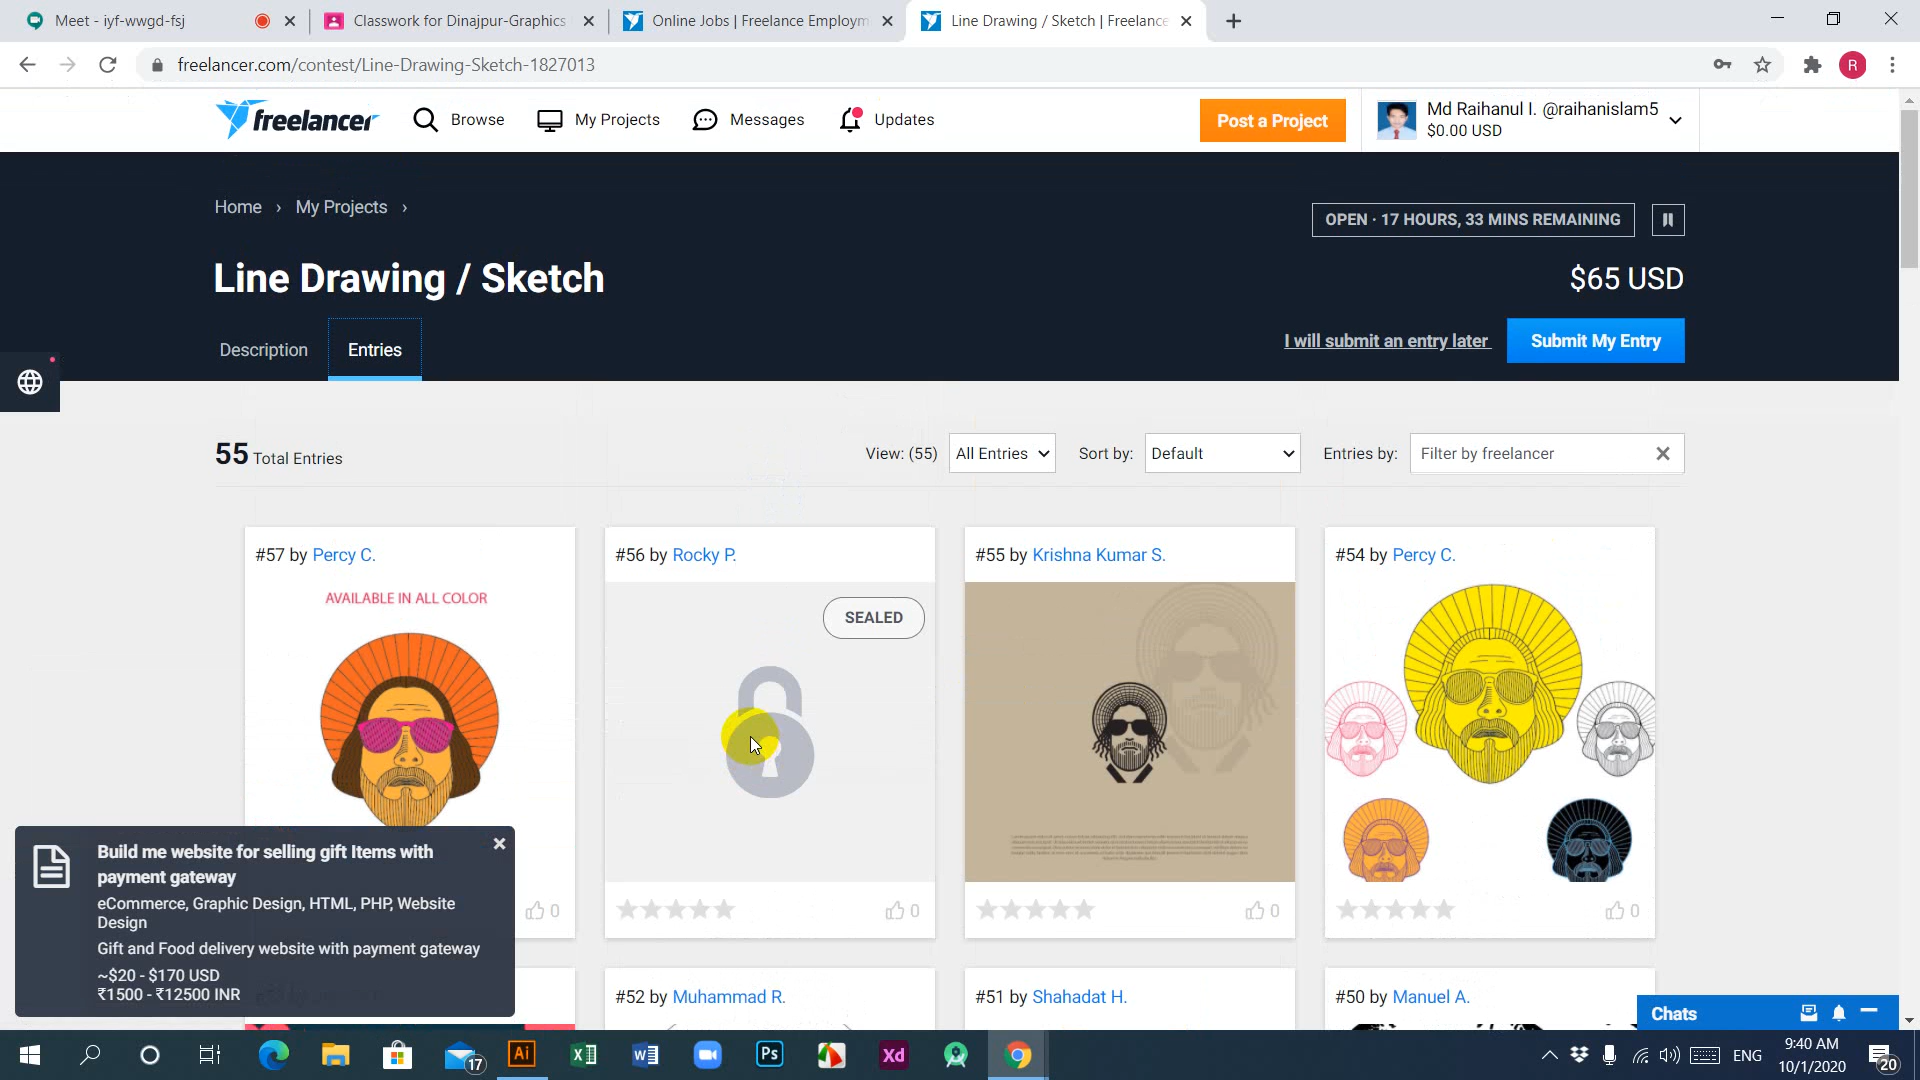 Meet - iyf-wwgd-fsj
Classwork for Dinajpur-Graphics
Online Jobs | Freelance Employm
Line Drawing / Sketch | Freelance
freelancer.com/contest/Line-Drawing-Sketch-1827013
R
freelancer
Browse
My Projects
Messages
Updates
Post a Project
Md Raihanul I. @raihanislam5
$0.00 USD
Home › My Projects ›
OPEN · 17 HOURS, 33 MINS REMAINING
Line Drawing / Sketch
$65 USD
Description
Entries
I will submit an entry later
Submit My Entry
55 Total Entries
View: (55)
All Entries
Sort by:
Default
Entries by:
Filter by freelancer
#57 by Percy C.
#56 by Rocky P.
#55 by Krishna Kumar S.
#54 by Percy C.
AVAILABLE IN ALL COLOR
SEALED
Build me website for selling gift Items with
payment gateway
eCommerce, Graphic Design, HTML, PHP, Website
Design
Gift and Food delivery website with payment gateway
~$20 - $170 USD
₹1500 - ₹12500 INR
0
0
0
0
#52 by Muhammad R.
#51 by Shahadat H.
#50 by Manuel A.
Chats
17
Ai
Ps
Xd
ENG
9:40 AM
10/1/2020
20